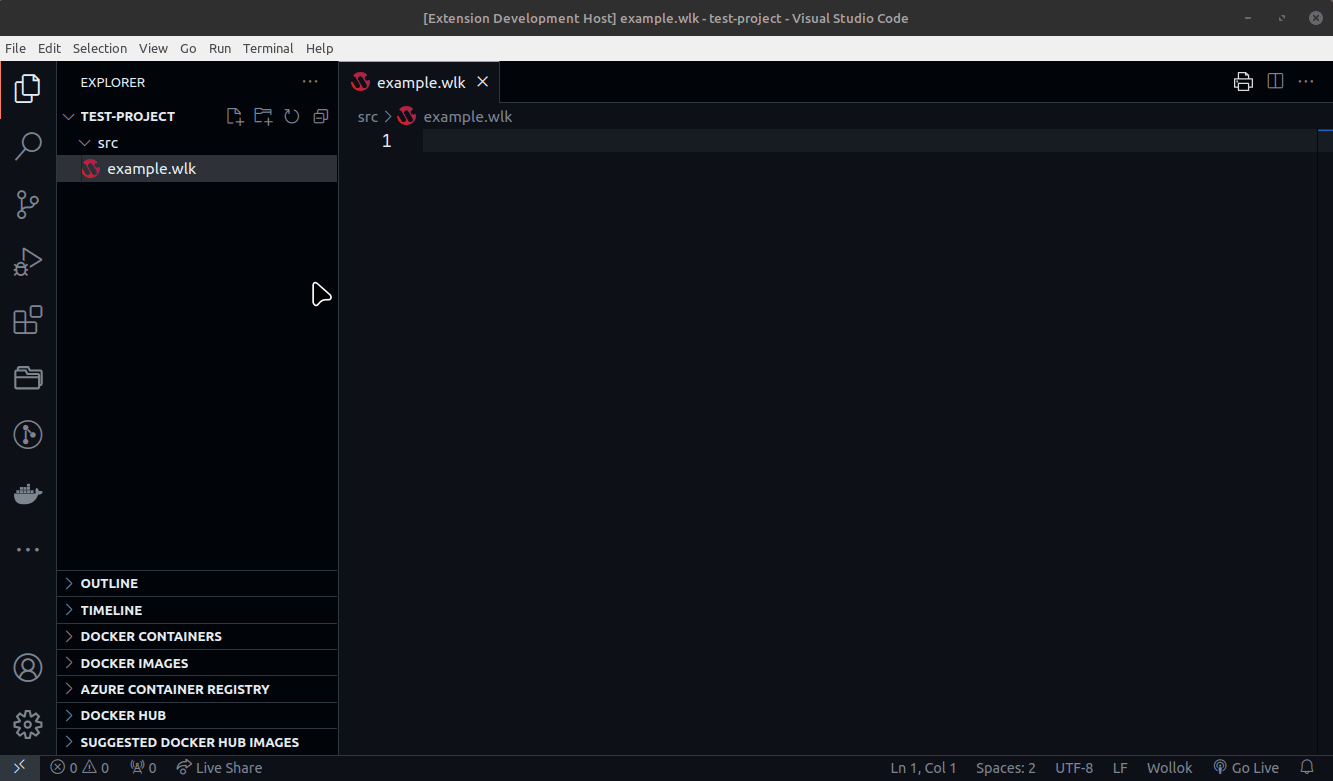 [Extension Development Host] example.wlk - test-project - Visual Studio Code
File Edit Selection View Go Run Terminal Help
EXPLORER
example.wlk
TEST-PROJECT
src
example.wlk
src example.wlk
1
OUTLINE
TIMELINE
DOCKER CONTAINERS
DOCKER IMAGES
AZURE CONTAINER REGISTRY
DOCKER HUB
SUGGESTED DOCKER HUB IMAGES
0 0 0 Live Share Ln 1, Col 1 Spaces: 2 UTF-8 LF Wollok Go Live